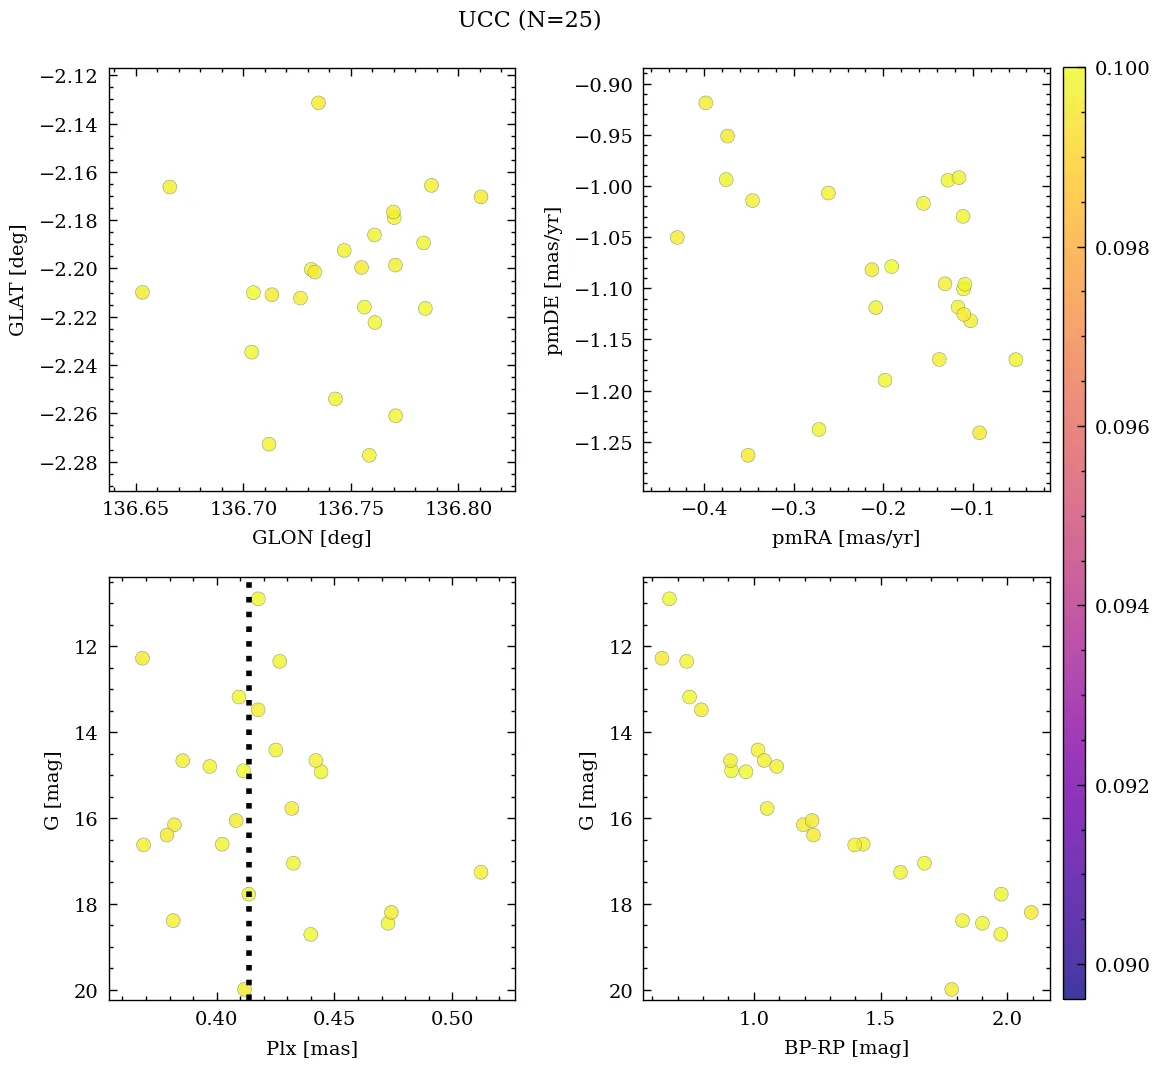 UCC (N=25)
−2.12
−2.14
−2.16
−2.18
−2.20
−2.22
−2.24
−2.26
−2.28
GLAT [deg]
136.65 136.70 136.75 136.80
GLON [deg]
−0.90
−0.95
−1.00
−1.05
−1.10
−1.15
−1.20
−1.25
pmDE [mas/yr]
−0.4 −0.3 −0.2 −0.1
pmRA [mas/yr]
12
14
16
18
20
G [mag]
0.40 0.45 0.50
Plx [mas]
12
14
16
18
20
G [mag]
1.0 1.5 2.0
BP-RP [mag]
0.100
0.098
0.096
0.094
0.092
0.090